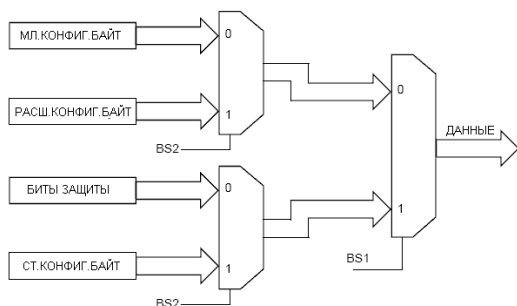 МЛ.КОНФИГ.БАЙТ
0
РАСШ.КОНФИГ.БАЙТ
1
BS2
0
ДАННЫЕ
БИТЫ ЗАЩИТЫ
0
1
СТ.КОНФИГ.БАЙТ
1
BS1
BS2